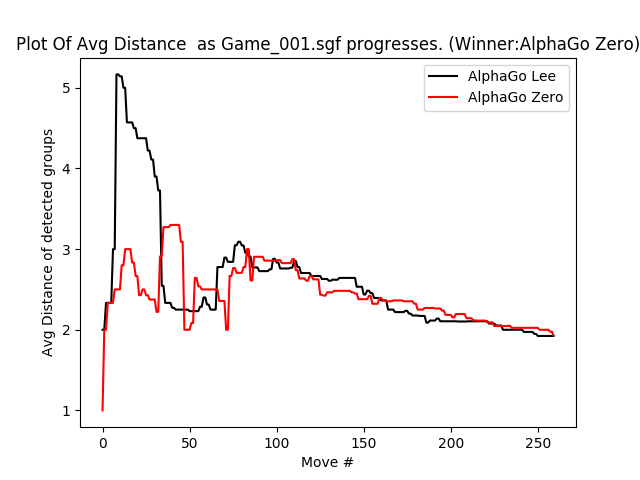 Plot Of Avg Distance  as Game_001.sgf progresses. (Winner:AlphaGo Zero)
AlphaGo Lee
AlphaGo Zero
Avg Distance of detected groups
5
4
3
2
1
0 50 100 150 200 250
Move #